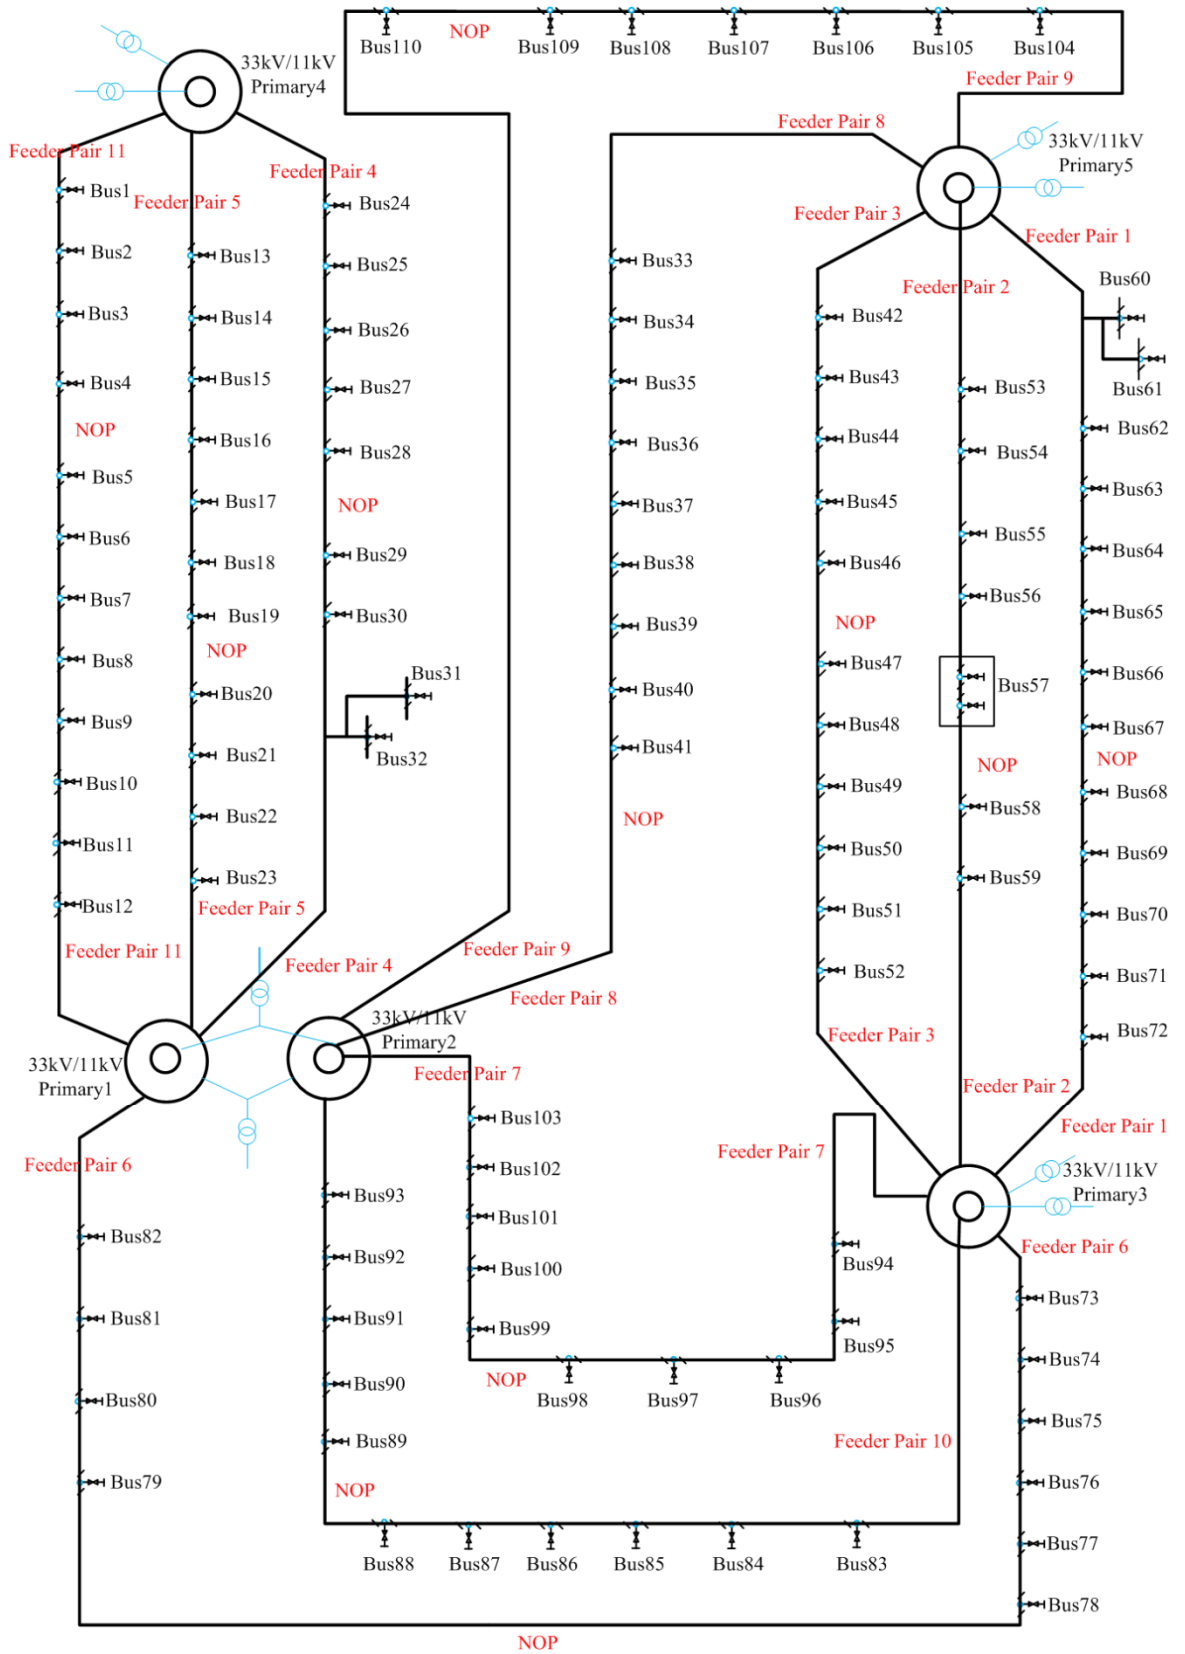 Bus110
NOP
Bus109
Bus108
Bus107
Bus106
Bus105
Bus104
33kV/11kV
Primary4
Feeder Pair 9
Feeder Pair 8
33kV/11kV
Primary5
Feeder Pair 11
Feeder Pair 4
Feeder Pair 5
Feeder Pair 3
Feeder Pair 1
Feeder Pair 2
Bus1
Bus2
Bus3
Bus4
NOP
Bus5
Bus6
Bus7
Bus8
Bus9
Bus10
Bus11
Bus12
Feeder Pair 11
Bus13
Bus14
Bus15
Bus16
Bus17
Bus18
Bus19
NOP
Bus20
Bus21
Bus22
Bus23
Feeder Pair 5
Bus24
Bus25
Bus26
Bus27
Bus28
NOP
Bus29
Bus30
Bus31
Bus32
Feeder Pair 4
Feeder Pair 9
Bus33
Bus34
Bus35
Bus36
Bus37
Bus38
Bus39
Bus40
Bus41
NOP
Feeder Pair 8
Bus42
Bus43
Bus44
Bus45
Bus46
NOP
Bus47
Bus48
Bus49
Bus50
Bus51
Bus52
Feeder Pair 3
Bus53
Bus54
Bus55
Bus56
Bus57
NOP
Bus58
Bus59
Feeder Pair 2
Bus60
Bus61
Bus62
Bus63
Bus64
Bus65
Bus66
Bus67
NOP
Bus68
Bus69
Bus70
Bus71
Bus72
Feeder Pair 1
33kV/11kV
Primary1
33kV/11kV
Primary2
Feeder Pair 7
Feeder Pair 7
33kV/11kV
Primary3
Feeder Pair 6
Bus82
Bus81
Bus80
Bus79
Bus93
Bus92
Bus91
Bus90
Bus89
NOP
Bus103
Bus102
Bus101
Bus100
Bus99
NOP
Bus98
Bus97
Bus96
Bus94
Bus95
Feeder Pair 10
Feeder Pair 6
Bus73
Bus74
Bus75
Bus76
Bus77
Bus78
Bus88
Bus87
Bus86
Bus85
Bus84
Bus83
NOP